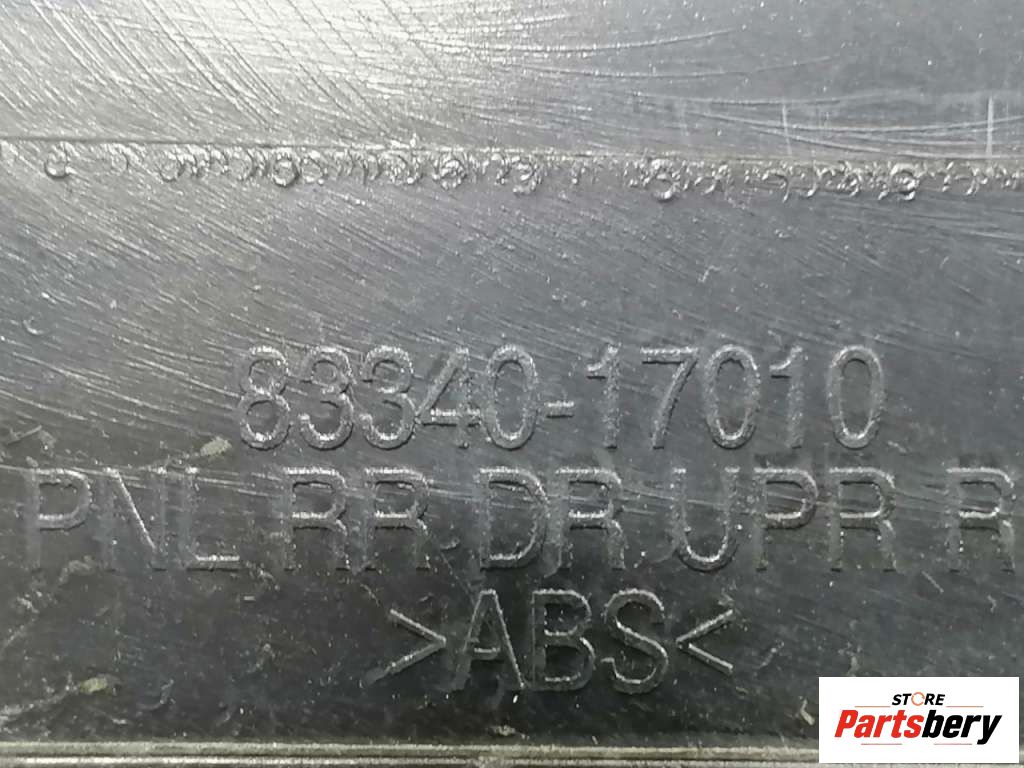 83340-17010
PNL RR DR UPR R
>ABS<
STORE
Partsbery